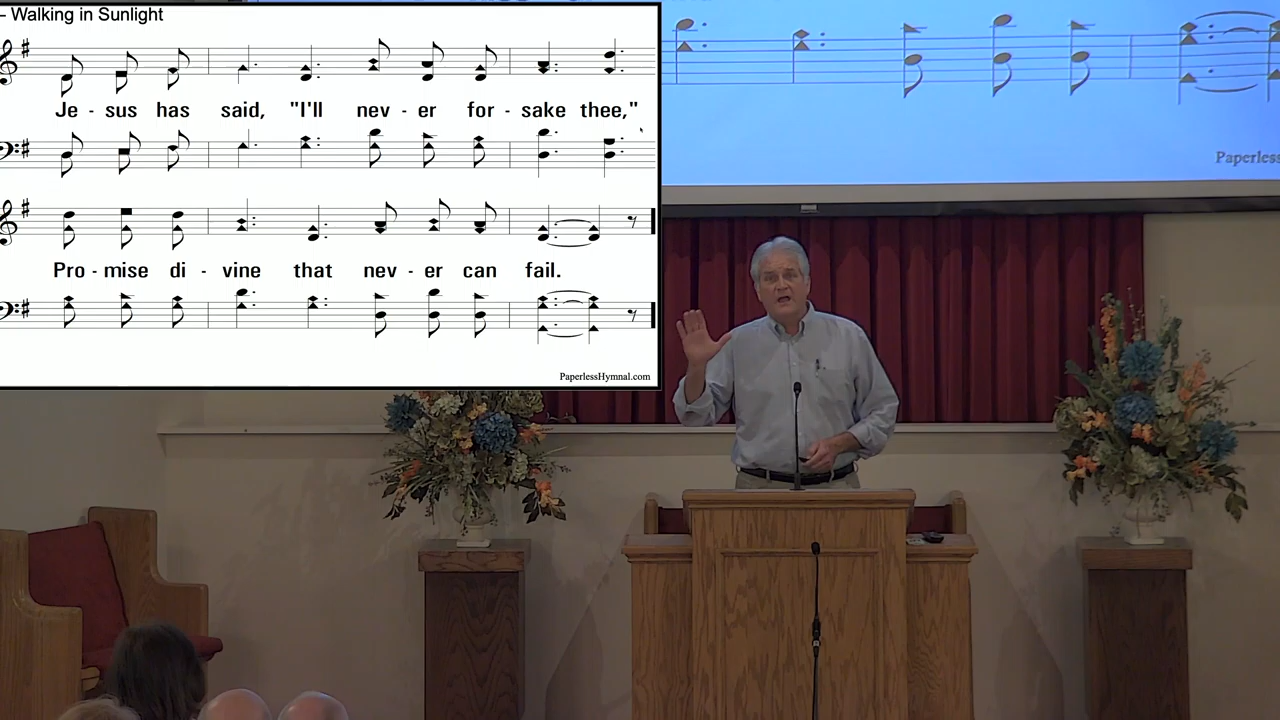 – Walking in Sunlight
Je - sus has said, "I'll nev - er for - sake thee,"
Pro - mise di - vine that nev - er can fail.
PaperlessHymnal.com
Paperless